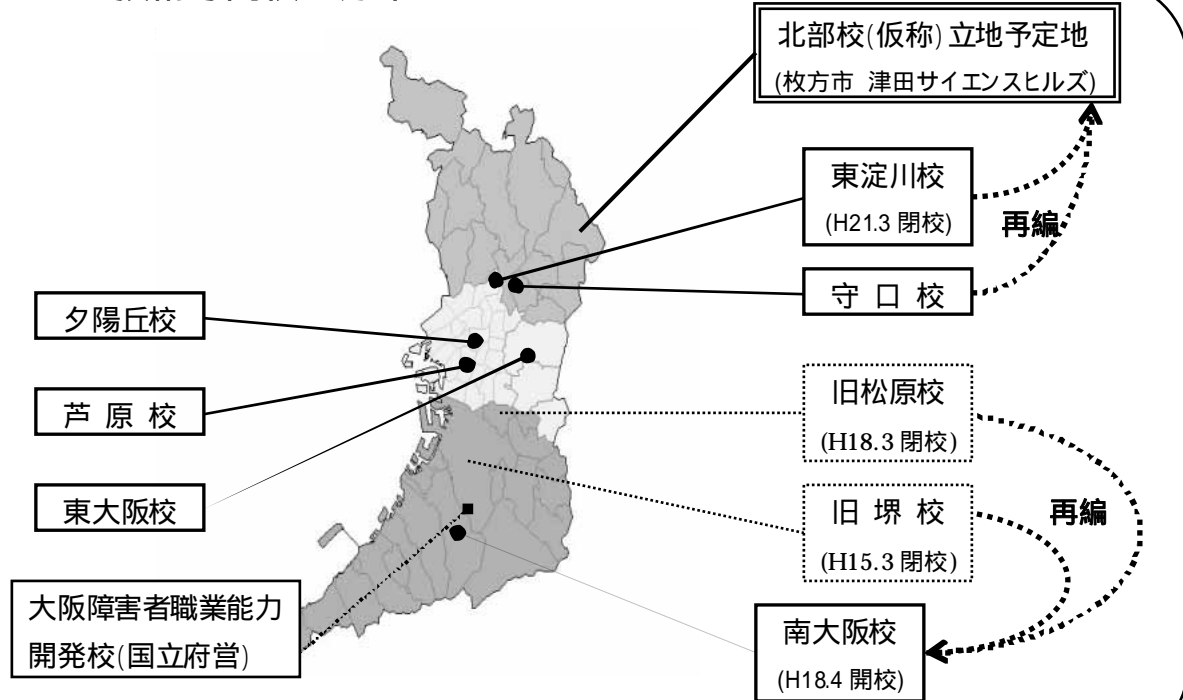 北部校(仮称)立地予定地
(枚方市 津田サイエンスヒルズ)
東淀川校
(H21.3 閉校)
再編
守口校
夕陽丘校
芦原校
東大阪校
旧松原校
(H18.3 閉校)
旧堺校
(H15.3 閉校)
再編
大阪障害者職業能力
開発校(国立府営)
南大阪校
(H18.4 開校)